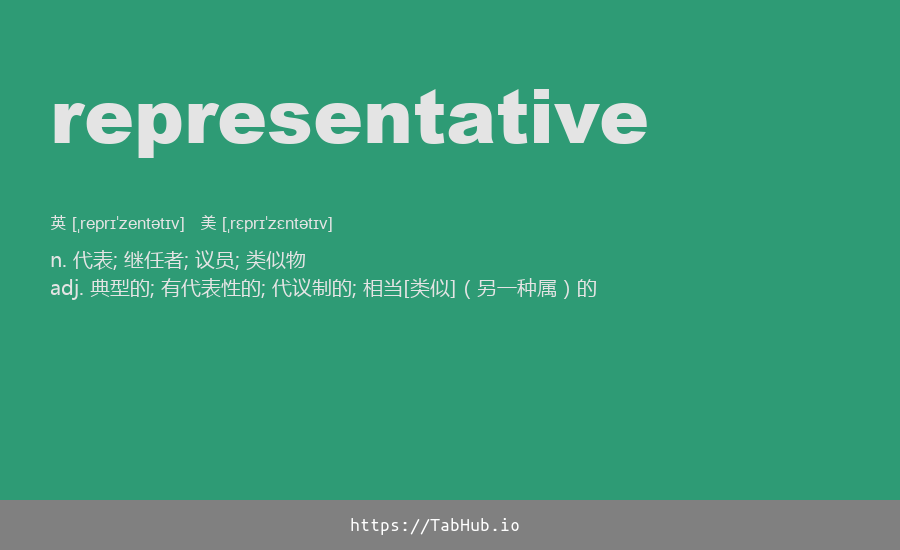 representative
英 [ˌreprɪˈzentətɪv] 美 [ˌrɛprɪˈzɛntətɪv]
n. 代表; 继任者; 议员; 类似物
adj. 典型的; 有代表性的; 代议制的; 相当[类似]（另一种属）的
https://TabHub.io